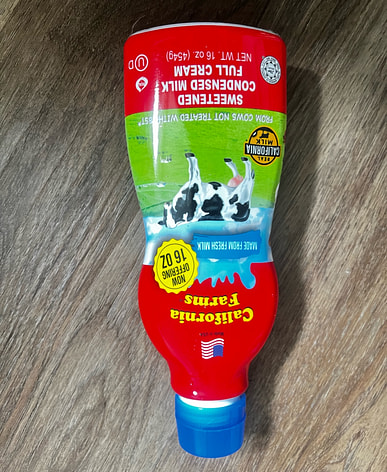 California
Farms
NOW
OFFERING
16 OZ
MADE FROM FRESH MILK
REAL
CALIFORNIA
MILK
FROM COWS NOT TREATED WITH rBST*
SWEETENED
CONDENSED MILK
FULL CREAM
NET WT. 16 oz. (454g)
U D